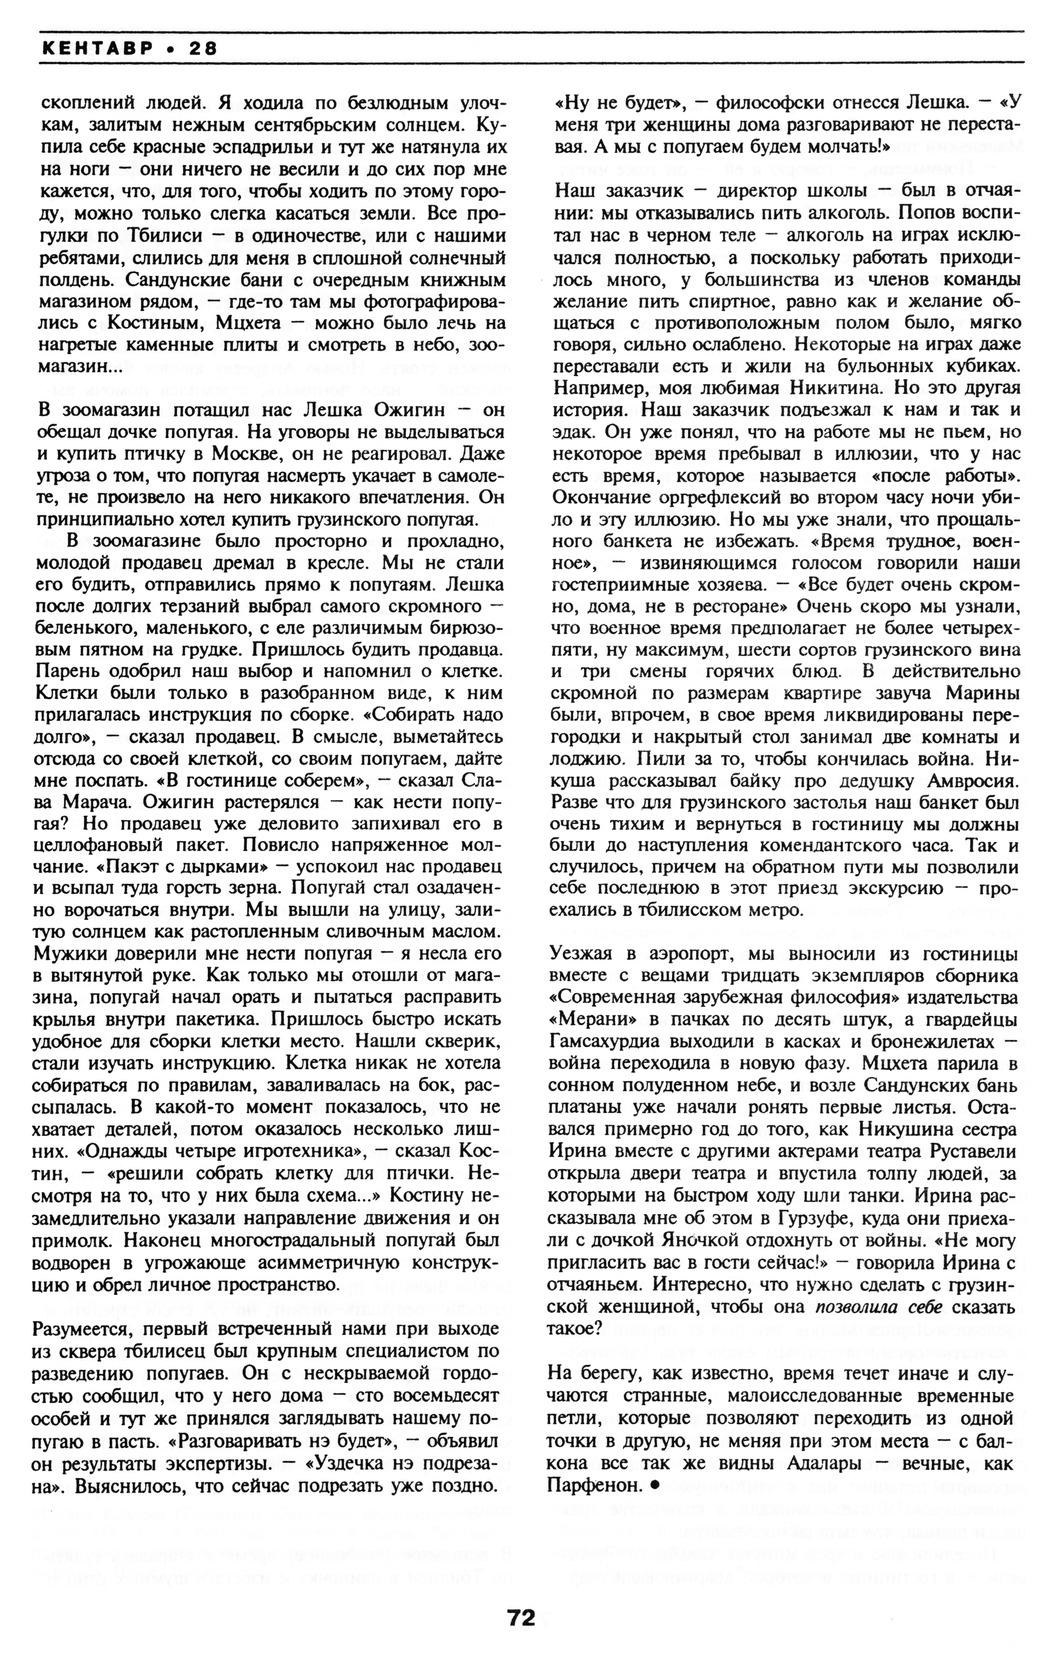 КЕНТАВР • 28
скоплений людей. Я ходила по безлюдным улоч-
кам, залитым нежным сентябрьским солнцем. Ку-
пила себе красные эспадрильи и тут же натянула их
на ноги — они ничего не весили и до сих пор мне
кажется, что, для того, чтобы ходить по этому горо-
ду, можно только слегка касаться земли. Все про-
гулки по Тбилиси — в одиночестве, или с нашими
ребятами, слились для меня в сплошной солнечный
полдень. Сандунские бани с очередным книжным
магазином рядом, — где-то там мы фотографирова-
лись с Костиным, Мцхета — можно было лечь на
нагретые каменные плиты и смотреть в небо, зоо-
магазин...
В зоомагазин потащил нас Лешка Ожигин — он
обещал дочке попугая. На уговоры не выделываться
и купить птичку в Москве, он не реагировал. Даже
угроза о том, что попугая насмерть укачает в самоле-
те, не произвело на него никакого впечатления. Он
принципиально хотел купить грузинского попугая.
В зоомагазине было просторно и прохладно,
молодой продавец дремал в кресле. Мы не стали
его будить, отправились прямо к попугаям. Лешка
после долгих терзаний выбрал самого скромного —
беленького, маленького, с еле различимым бирюзо-
вым пятном на грудке. Пришлось будить продавца.
Парень одобрил наш выбор и напомнил о клетке.
Клетки были только в разобранном виде, к ним
прилагалась инструкция по сборке. «Собирать надо
долго», — сказал продавец. В смысле, выметайтесь
отсюда со своей клеткой, со своим попугаем, дайте
мне поспать. «В гостинице соберем», — сказал Сла-
ва Марача. Ожигин растерялся — как нести попу-
гая? Но продавец уже деловито запихивал его в
целлофановый пакет. Повисло напряженное мол-
чание. «Пакэт с дырками» — успокоил нас продавец
и всыпал туда горсть зерна. Попугай стал озадачен-
но ворочаться внутри. Мы вышли на улицу, зали-
тую солнцем как растопленным сливочным маслом.
Мужики доверили мне нести попугая — я несла его
в вытянутой руке. Как только мы отошли от мага-
зина, попугай начал орать и пытаться расправить
крылья внутри пакетика. Пришлось быстро искать
удобное для сборки клетки место. Нашли скверик,
стали изучать инструкцию. Клетка никак не хотела
собираться по правилам, заваливалась на бок, рас-
сыпалась. В какой-то момент показалось, что не
хватает деталей, потом оказалось несколько лиш-
них. «Однажды четыре игротехника», — сказал Кос-
тин, — «решили собрать клетку для птички. Не-
смотря на то, что у них была схема...» Костину не-
замедлительно указали направление движения и он
примолк. Наконец многострадальный попугай был
водворен в угрожающе асимметричную конструк-
цию и обрел личное пространство.
Разумеется, первый встреченный нами при выходе
из сквера тбилисец был крупным специалистом по
разведению попугаев. Он с нескрываемой гордо-
стью сообщил, что у него дома — сто восемьдесят
особей и тут же принялся заглядывать нашему по-
пугаю в пасть. «Разговаривать нэ будет», — объявил
он результаты экспертизы. — «Уздечка нэ подреза-
на». Выяснилось, что сейчас подрезать уже поздно.
«Ну не будет», — философски отнесся Лешка. — «У
меня три женщины дома разговаривают не переста-
вая. А мы с попугаем будем молчать!»
Наш заказчик — директор школы — был в отчая-
нии: мы отказывались пить алкоголь. Попов воспи-
тал нас в черном теле — алкоголь на играх исклю-
чался полностью, а поскольку работать приходи-
лось много, у большинства из членов команды
желание пить спиртное, равно как и желание об-
щаться с противоположным полом было, мягко
говоря, сильно ослаблено. Некоторые на играх даже
переставали есть и жили на бульонных кубиках.
Например, моя любимая Никитина. Но это другая
история. Наш заказчик подъезжал к нам и так и
эдак. Он уже понял, что на работе мы не пьем, но
некоторое время пребывал в иллюзии, что у нас
есть время, которое называется «после работы».
Окончание оргрефлексий во втором часу ночи уби-
ло и эту иллюзию. Но мы уже знали, что прощаль-
ного банкета не избежать. «Время трудное, воен-
ное», — извиняющимся голосом говорили наши
гостеприимные хозяева. — «Все будет очень скром-
но, дома, не в ресторане» Очень скоро мы узнали,
что военное время предполагает не более четырех-
пяти, ну максимум, шести сортов грузинского вина
и три смены горячих блюд. В действительно
скромной по размерам квартире завуча Марины
были, впрочем, в свое время ликвидированы пере-
городки и накрытый стол занимал две комнаты и
лоджию. Пили за то, чтобы кончилась война. Ни-
куша рассказывал байку про дедушку Амвросия.
Разве что для грузинского застолья наш банкет был
очень тихим и вернуться в гостиницу мы должны
были до наступления комендантского часа. Так и
случилось, причем на обратном пути мы позволили
себе последнюю в этот приезд экскурсию — про-
ехались в тбилисском метро.
Уезжая в аэропорт, мы выносили из гостиницы
вместе с вещами тридцать экземпляров сборника
«Современная зарубежная философия» издательства
«Мерани» в пачках по десять штук, а гвардейцы
Гамсахурдиа выходили в касках и бронежилетах —
война переходила в новую фазу. Мцхета парила в
сонном полуденном небе, и возле Сандунских бань
платаны уже начали ронять первые листья. Оста-
вался примерно год до того, как Никушина сестра
Ирина вместе с другими актерами театра Руставели
открыла двери театра и впустила толпу людей, за
которыми на быстром ходу шли танки. Ирина рас-
сказывала мне об этом в Гурзуфе, куда они приеха-
ли с дочкой Яночкой отдохнуть от войны. «Не могу
пригласить вас в гости сейчас!» — говорила Ирина с
отчаяньем. Интересно, что нужно сделать с грузин-
ской женщиной, чтобы она позволила себе сказать
такое?
На берегу, как известно, время течет иначе и слу-
чаются странные, малоисследованные временные
петли, которые позволяют переходить из одной
точки в другую, не меняя при этом места — с бал-
кона все так же видны Адалары — вечные, как
Парфенон. •
72